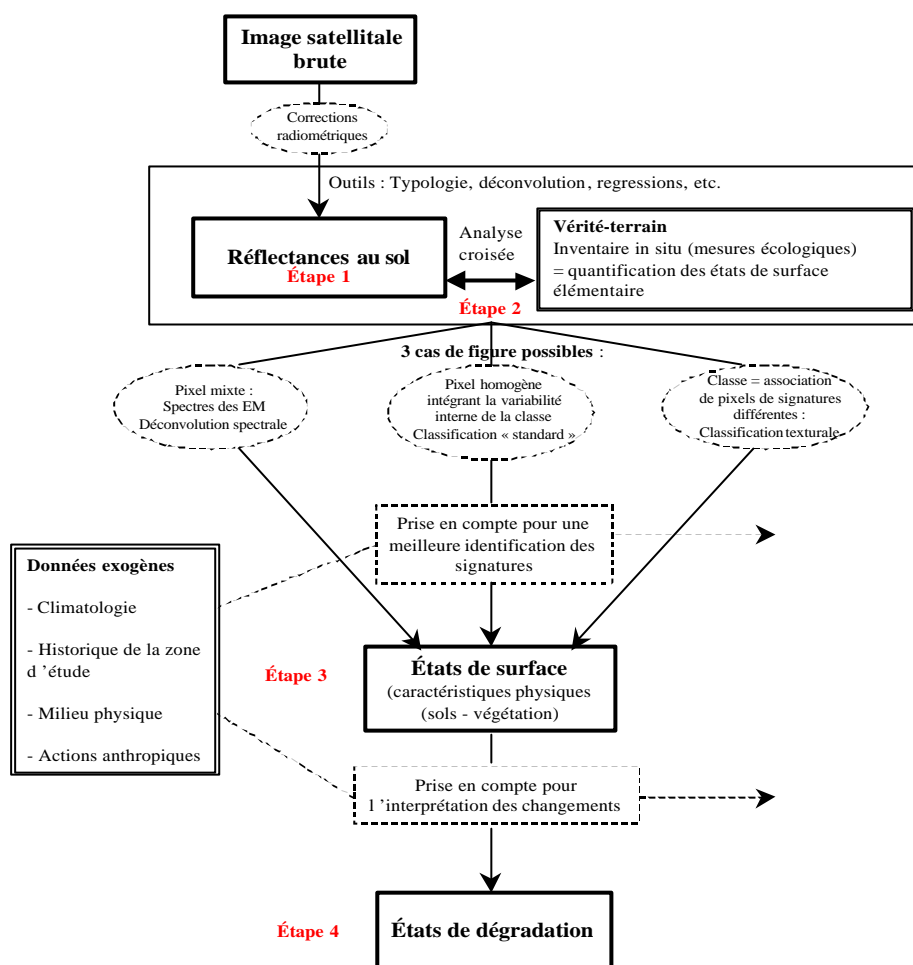 Image satellitale
brute
Corrections
radiométriques
Outils : Typologie, déconvolution, regressions, etc.
Réflectances au sol
Étape 1
Analyse
croisée
Étape 2
Vérité-terrain
Inventaire in situ (mesures écologiques)
= quantification des états de surface
élémentaire
3 cas de figure possibles :
Pixel mixte :
Spectres des EM
Déconvolution spectrale
Pixel homogène
intégrant la variabilité
interne de la classe
Classification « standard »
Classe = association
de pixels de signatures
différentes :
Classification texturale
Prise en compte pour une
meilleure identification des
signatures
Données exogènes
- Climatologie
- Historique de la zone
d ’étude
- Milieu physique
- Actions anthropiques
Étape 3
États de surface
(caractéristiques physiques
(sols - végétation)
Prise en compte pour
l ’interprétation des changements
Étape 4
États de dégradation